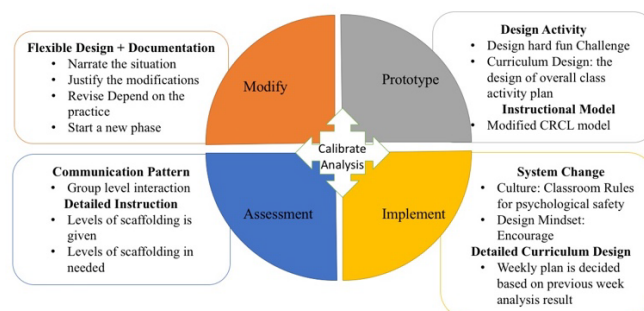 Flexible Design + Documentation
• Narrate the situation
• Justify the modifications
• Revise Depend on the
practice
• Start a new phase
Modify
Prototype
Design Activity
• Design hard fun Challenge
• Curriculum Design: the
design of overall class
activity plan
Instructional Model
• Modified CRCL model
Calibrate
Analysis
Communication Pattern
• Group level interaction
Detailed Instruction
• Levels of scaffolding is
given
• Levels of scaffolding in
needed
Assessment
Implement
System Change
• Culture: Classroom Rules
for psychological safety
• Design Mindset:
Encourage
Detailed Curriculum Design
• Weekly plan is decided
based on previous week
analysis result